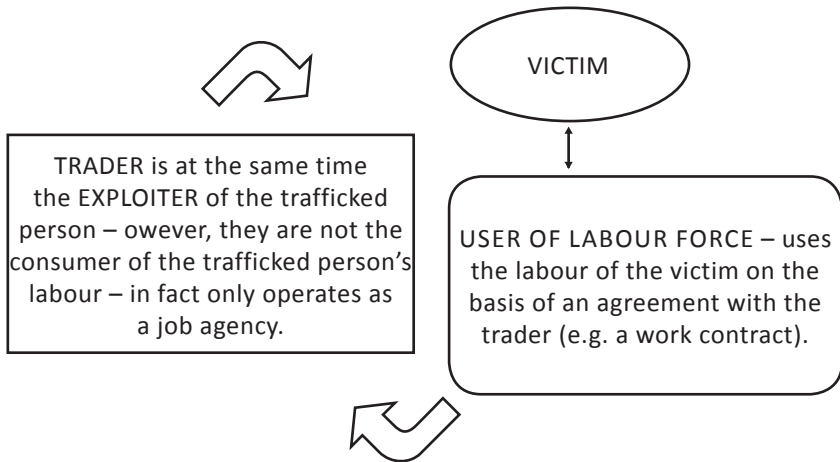 VICTIM
TRADER is at the same time
the EXPLOITER of the trafficked
person – owever, they are not the
consumer of the trafficked person's
labour – in fact only operates as
a job agency.
USER OF LABOUR FORCE – uses
the labour of the victim on the
basis of an agreement with the
trader (e.g. a work contract).